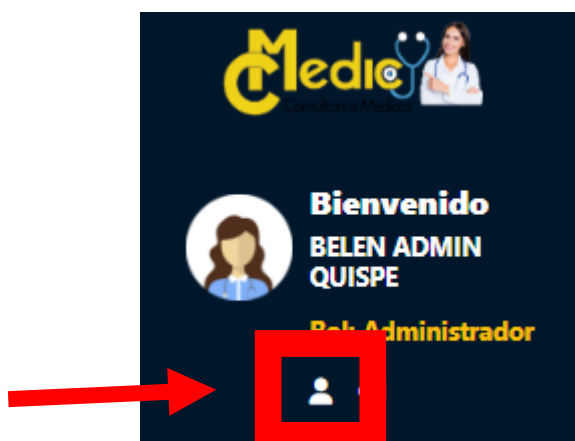 Medic
Consultorios Medicos
Bienvenido
BELEN ADMIN
QUISPE
Rol: Administrador